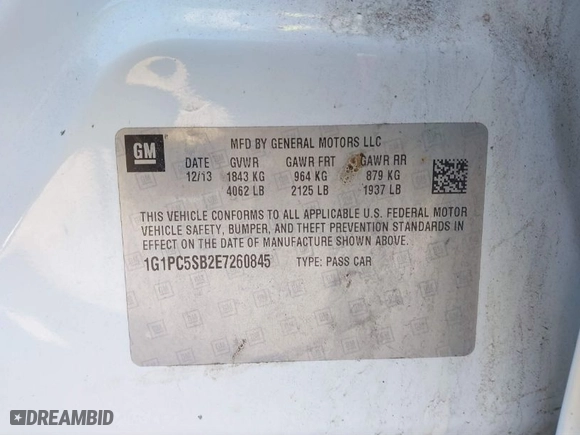 GM
MFD BY GENERAL MOTORS LLC
DATE GVWR GAWR FRT GAWR RR
12/13 1843 KG 964 KG 879 KG
4062 LB 2125 LB 1937 LB
THIS VEHICLE CONFORMS TO ALL APPLICABLE U.S. FEDERAL MOTOR
VEHICLE SAFETY, BUMPER, AND THEFT PREVENTION STANDARDS IN
EFFECT ON THE DATE OF MANUFACTURE SHOWN ABOVE.
1G1PC5SB2E7260845 TYPE: PASS CAR
DREAMBID